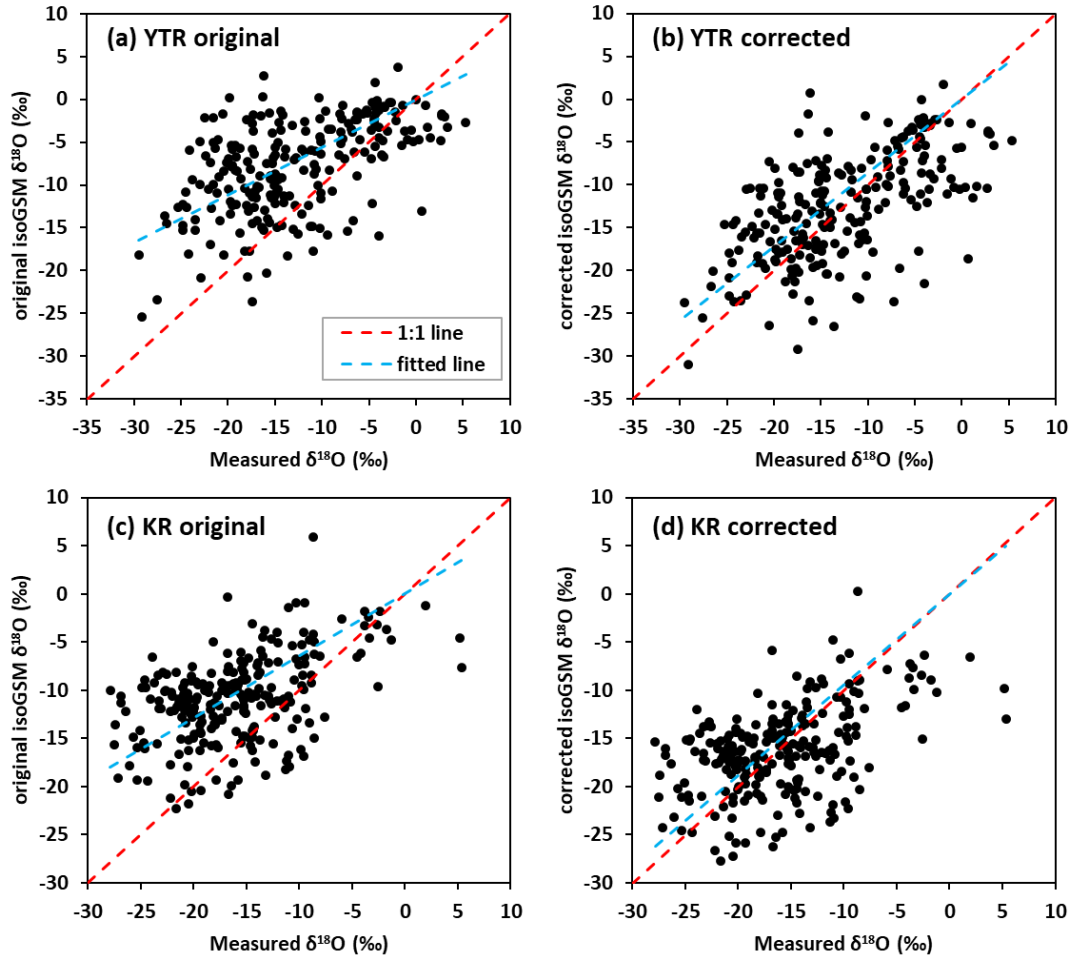 (a) YTR original
original isoGSM δ¹⁸O (‰)
10
5
0
-5
-10
-15
-20
-25
-30
-35
1:1 line
fitted line
-35 -30 -25 -20 -15 -10 -5 0 5 10
Measured δ¹⁸O (‰)
(b) YTR corrected
corrected isoGSM δ¹⁸O (‰)
10
5
0
-5
-10
-15
-20
-25
-30
-35
-35 -30 -25 -20 -15 -10 -5 0 5 10
Measured δ¹⁸O (‰)
(c) KR original
original isoGSM δ¹⁸O (‰)
10
5
0
-5
-10
-15
-20
-25
-30
-30 -25 -20 -15 -10 -5 0 5 10
Measured δ¹⁸O (‰)
(d) KR corrected
corrected isoGSM δ¹⁸O (‰)
10
5
0
-5
-10
-15
-20
-25
-30
-30 -25 -20 -15 -10 -5 0 5 10
Measured δ¹⁸O (‰)